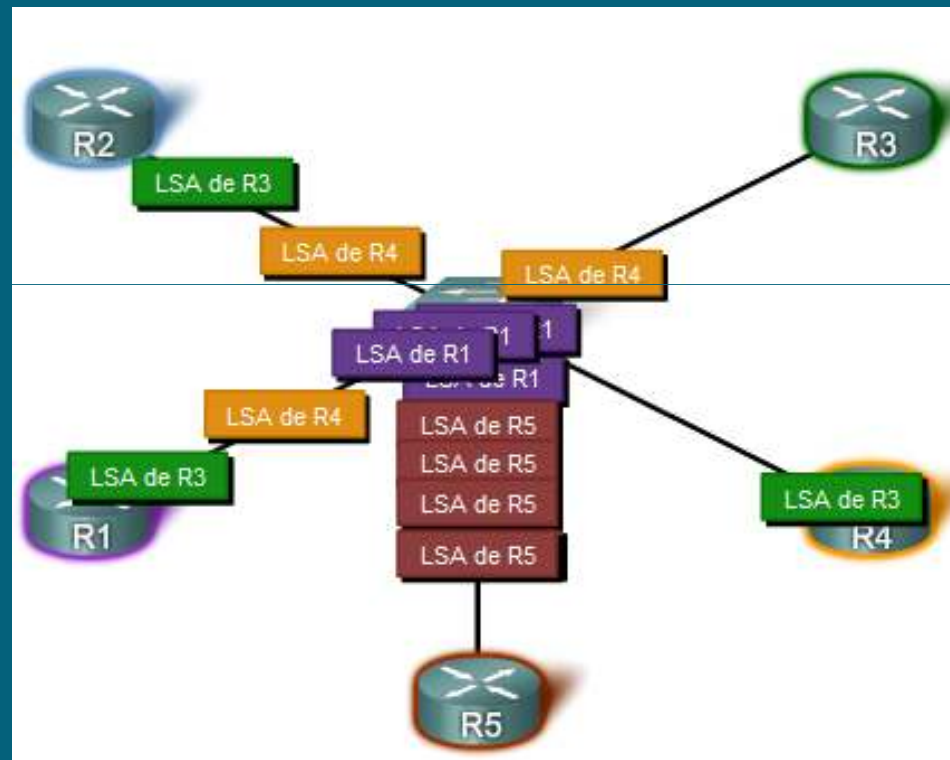 R2
R3
LSA de R3
LSA de R4
LSA de R4
R1
LSA de R1
LSA de R1
LSA de R4
LSA de R5
LSA de R5
LSA de R3
LSA de R5
LSA de R3
R1
R4
LSA de R5
R5